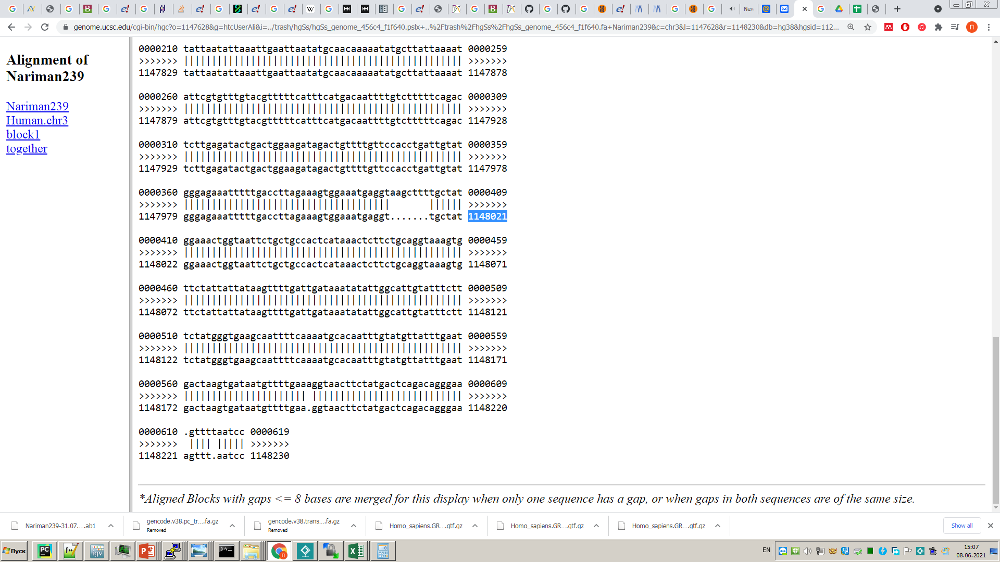 New
genome.ucsc.edu/cgi-bin/hgc?o=1147628&g=htcUserAli&i=../trash/hgSs/hgSs_genome_456c4_f1f640.pslx+..%2Ftrash%2FhgSs%2FhgSs_genome_456c4_f1f640.fa+Nariman239&c=chr3&l=1147628&r=1148230&db=hg38&hgsid=112...
Alignment of
Nariman239
Nariman239
Human.chr3
block1
together
0000210 tattaatattaaattgaattaatatgcaacaaaaatatgcttattaaaat 0000259
>>>>>>> |||||||||||||||||||||||||||||||||||||||||||||||||| >>>>>>>
1147829 tattaatattaaattgaattaatatgcaacaaaaatatgcttattaaaat 1147878
0000260 attcgtgtttgtacgtttttcatttcatgacaattttgtctttttcagac 0000309
>>>>>>> |||||||||||||||||||||||||||||||||||||||||||||||||| >>>>>>>
1147879 attcgtgtttgtacgtttttcatttcatgacaattttgtctttttcagac 1147928
0000310 tcttgagatactgactggaagatagactgttttgttccacctgattgtat 0000359
>>>>>>> |||||||||||||||||||||||||||||||||||||||||||||||||| >>>>>>>
1147929 tcttgagatactgactggaagatagactgttttgttccacctgattgtat 1147978
0000360 gggagaaatttttgaccttagaaagtggaaatgaggtaagcttttgctat 0000409
>>>>>>> |||||||||||||||||||||||||||||||||||||       |||||| >>>>>>>
1147979 gggagaaatttttgaccttagaaagtggaaatgaggt.......tgctat 1148021
0000410 ggaaactggtaattctgctgccactcataaactcttctgcaggtaaagtg 0000459
>>>>>>> |||||||||||||||||||||||||||||||||||||||||||||||||| >>>>>>>
1148022 ggaaactggtaattctgctgccactcataaactcttctgcaggtaaagtg 1148071
0000460 ttctattattataagttttgattgataaatatattggcattgtatttctt 0000509
>>>>>>> |||||||||||||||||||||||||||||||||||||||||||||||||| >>>>>>>
1148072 ttctattattataagttttgattgataaatatattggcattgtatttctt 1148121
0000510 tctatgggtgaagcaattttcaaaatgcacaatttgtatgttatttgaat 0000559
>>>>>>> |||||||||||||||||||||||||||||||||||||||||||||||||| >>>>>>>
1148122 tctatgggtgaagcaattttcaaaatgcacaatttgtatgttatttgaat 1148171
0000560 gactaagtgataatgttttgaaaggtaacttctatgactcagacagggaa 0000609
>>>>>>> |||||||||||||||||||||| ||||||||||||||||||||||||||| >>>>>>>
1148172 gactaagtgataatgttttgaa.ggtaacttctatgactcagacagggaa 1148220
0000610 .gttttaatcc 0000619
>>>>>>>  |||| ||||| >>>>>>>
1148221 agttt.aatcc 1148230
*Aligned Blocks with gaps <= 8 bases are merged for this display when only one sequence has a gap, or when gaps in both sequences are of the same size.
Nariman239-31.07.....ab1
gencode.v38.pc_tr....fa.gz
Removed
gencode.v38.trans....fa.gz
Removed
Homo_sapiens.GR....gtf.gz
Homo_sapiens.GR....gtf.gz
Homo_sapiens.GR....gtf.gz
Show all
Пуск
EN
15:07
08.06.2021